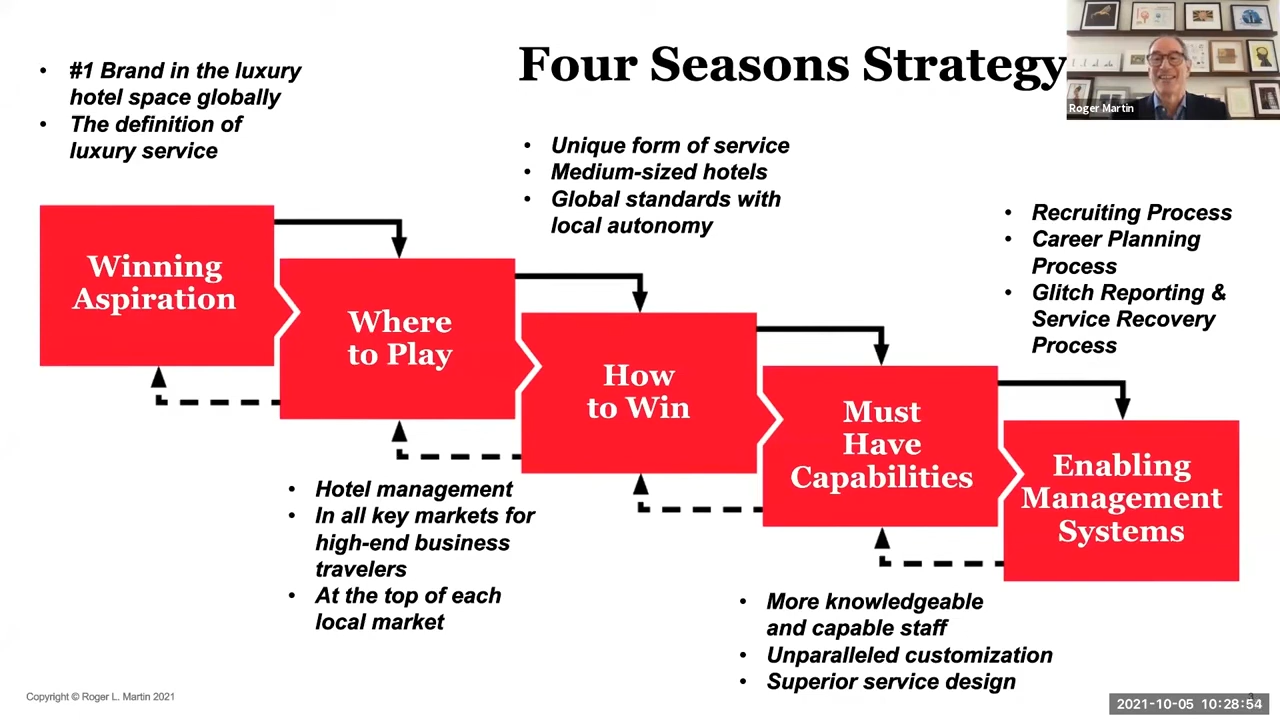 Four Seasons Strategy
Roger Martin
• #1 Brand in the luxury
hotel space globally
• The definition of
luxury service
• Unique form of service
• Medium-sized hotels
• Global standards with
local autonomy
• Recruiting Process
• Career Planning
Process
• Glitch Reporting &
Service Recovery
Process
Winning
Aspiration
Where
to Play
How
to Win
Must
Have
Capabilities
Enabling
Management
Systems
• Hotel management
• In all key markets for
high-end business
travelers
• At the top of each
local market
• More knowledgeable
and capable staff
• Unparalleled customization
• Superior service design
Copyright © Roger L. Martin 2021
2021-10-05 10:28:54